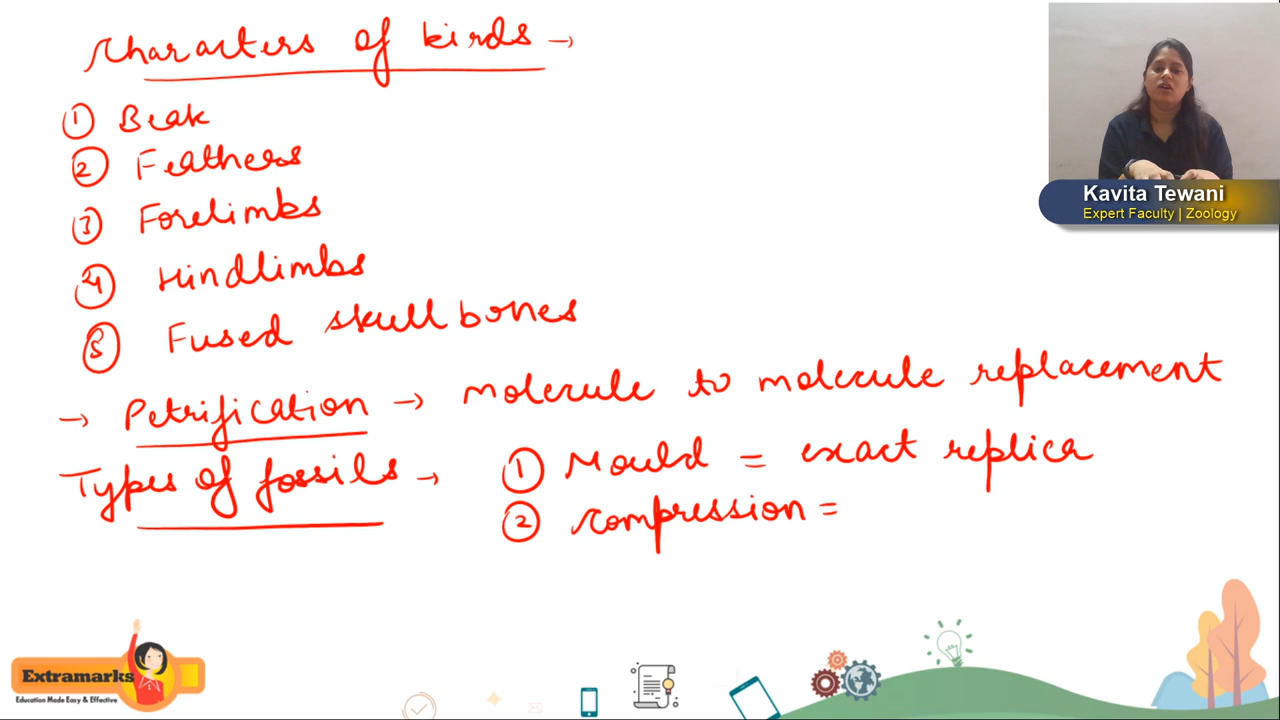 Characters of birds →
① Beak
② Feathers
③ Forelimbs
④ Hindlimbs
⑤ Fused skull bones
→ Petrification → molecule to molecule replacement
Types of fossils → ① Mould = exact replica
② compression =
Kavita Tewani
Expert Faculty | Zoology
Extramarks
Education Made Easy & Effective